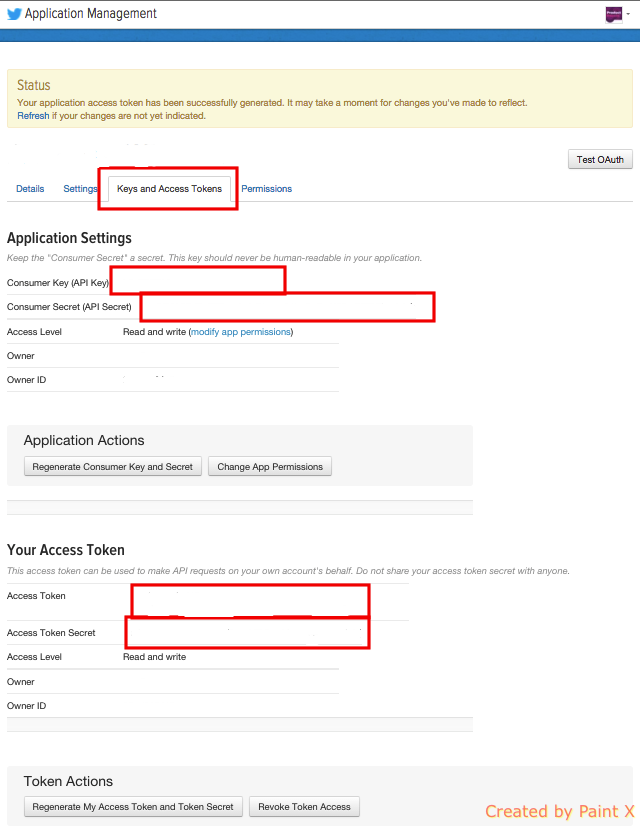 Application Management
Status
Your application access token has been successfully generated. It may take a moment for changes you've made to reflect.
Refresh if your changes are not yet indicated.
Test OAuth
Details Settings Keys and Access Tokens Permissions
Application Settings
Keep the "Consumer Secret" a secret. This key should never be human-readable in your application.
Consumer Key (API Key)
Consumer Secret (API Secret)
Access Level Read and write (modify app permissions)
Owner
Owner ID
Application Actions
Regenerate Consumer Key and Secret Change App Permissions
Your Access Token
This access token can be used to make API requests on your own account's behalf. Do not share your access token secret with anyone.
Access Token
Access Token Secret
Access Level Read and write
Owner
Owner ID
Token Actions
Regenerate My Access Token and Token Secret Revoke Token Access
Created by Paint X